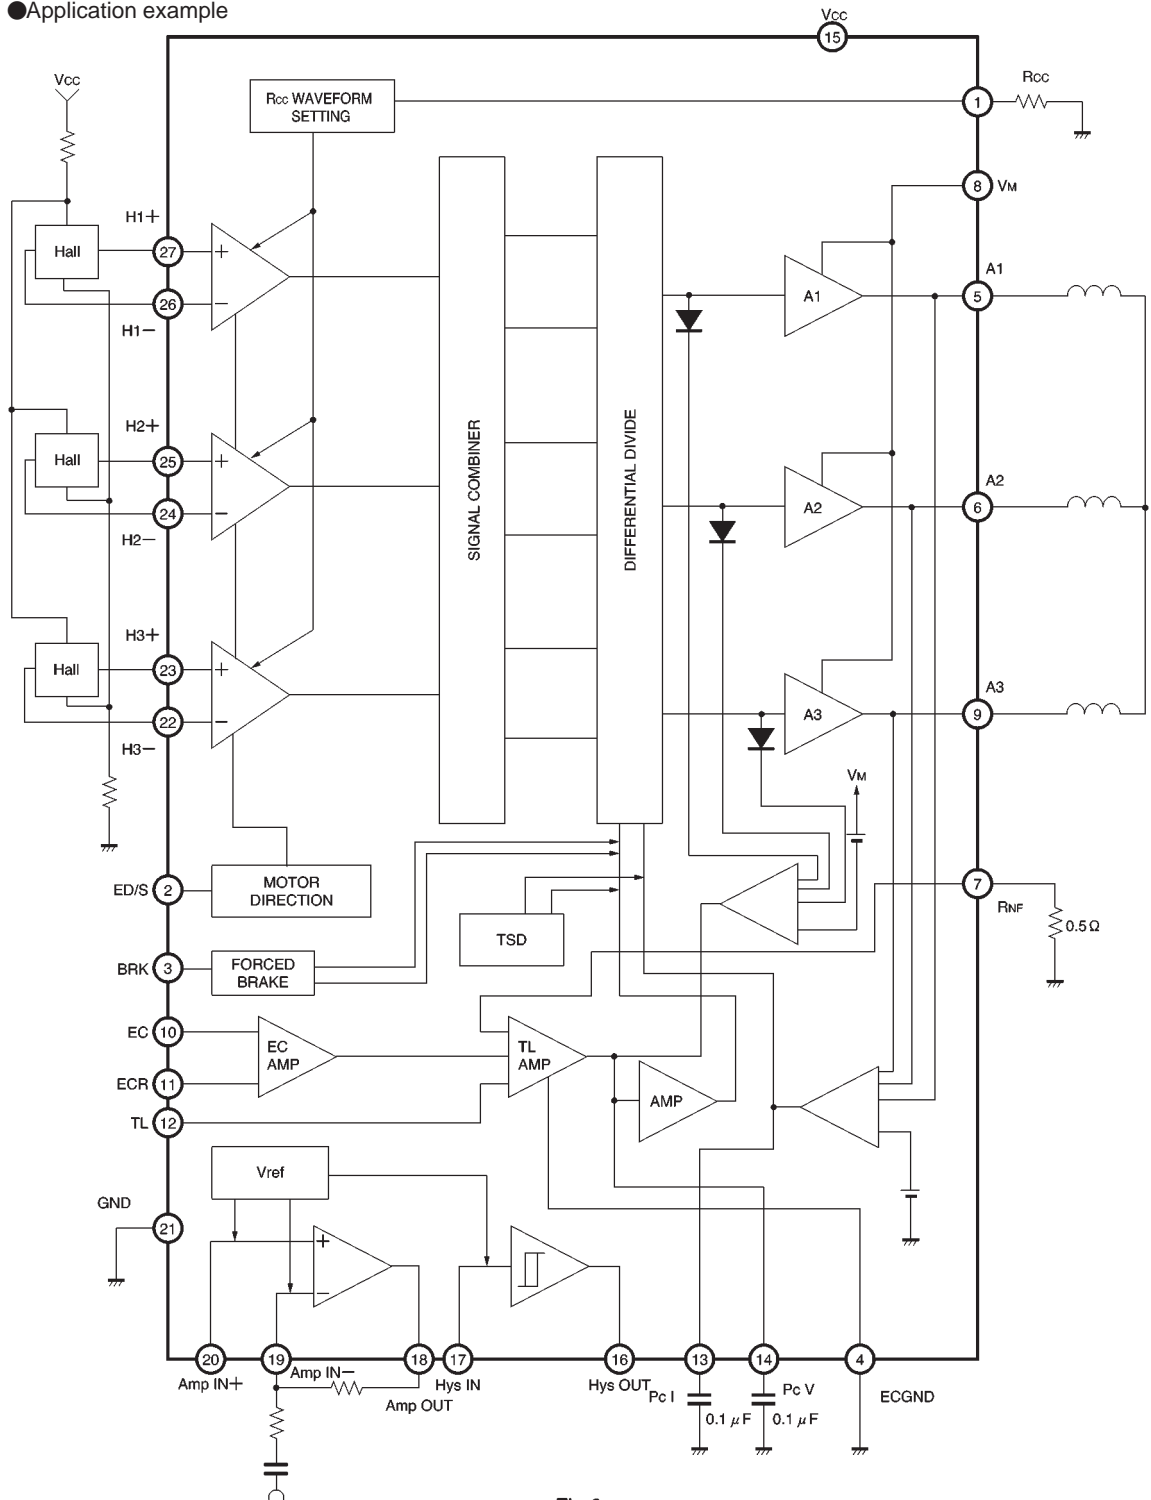 ●Application example
Vcc
15
Vcc
Rcc WAVEFORM
SETTING
1
Rcc
8
VM
H1+
Hall
27
+
26
−
H1−
A1
A1
5
H2+
Hall
25
+
24
−
H2−
SIGNAL COMBINER
DIFFERENTIAL DIVIDE
A2
A2
6
H3+
Hall
23
+
22
−
H3−
A3
A3
9
VM
ED/S
2
MOTOR
DIRECTION
7
RNF
0.5Ω
TSD
BRK
3
FORCED
BRAKE
EC
10
EC
AMP
ECR
11
TL
AMP
AMP
TL
12
Vref
GND
21
+
−
20
19
18
17
16
13
14
4
Amp IN+
Amp IN−
Amp OUT
Hys IN
Hys OUT
Pc I
0.1 μF
Pc V
0.1 μF
ECGND